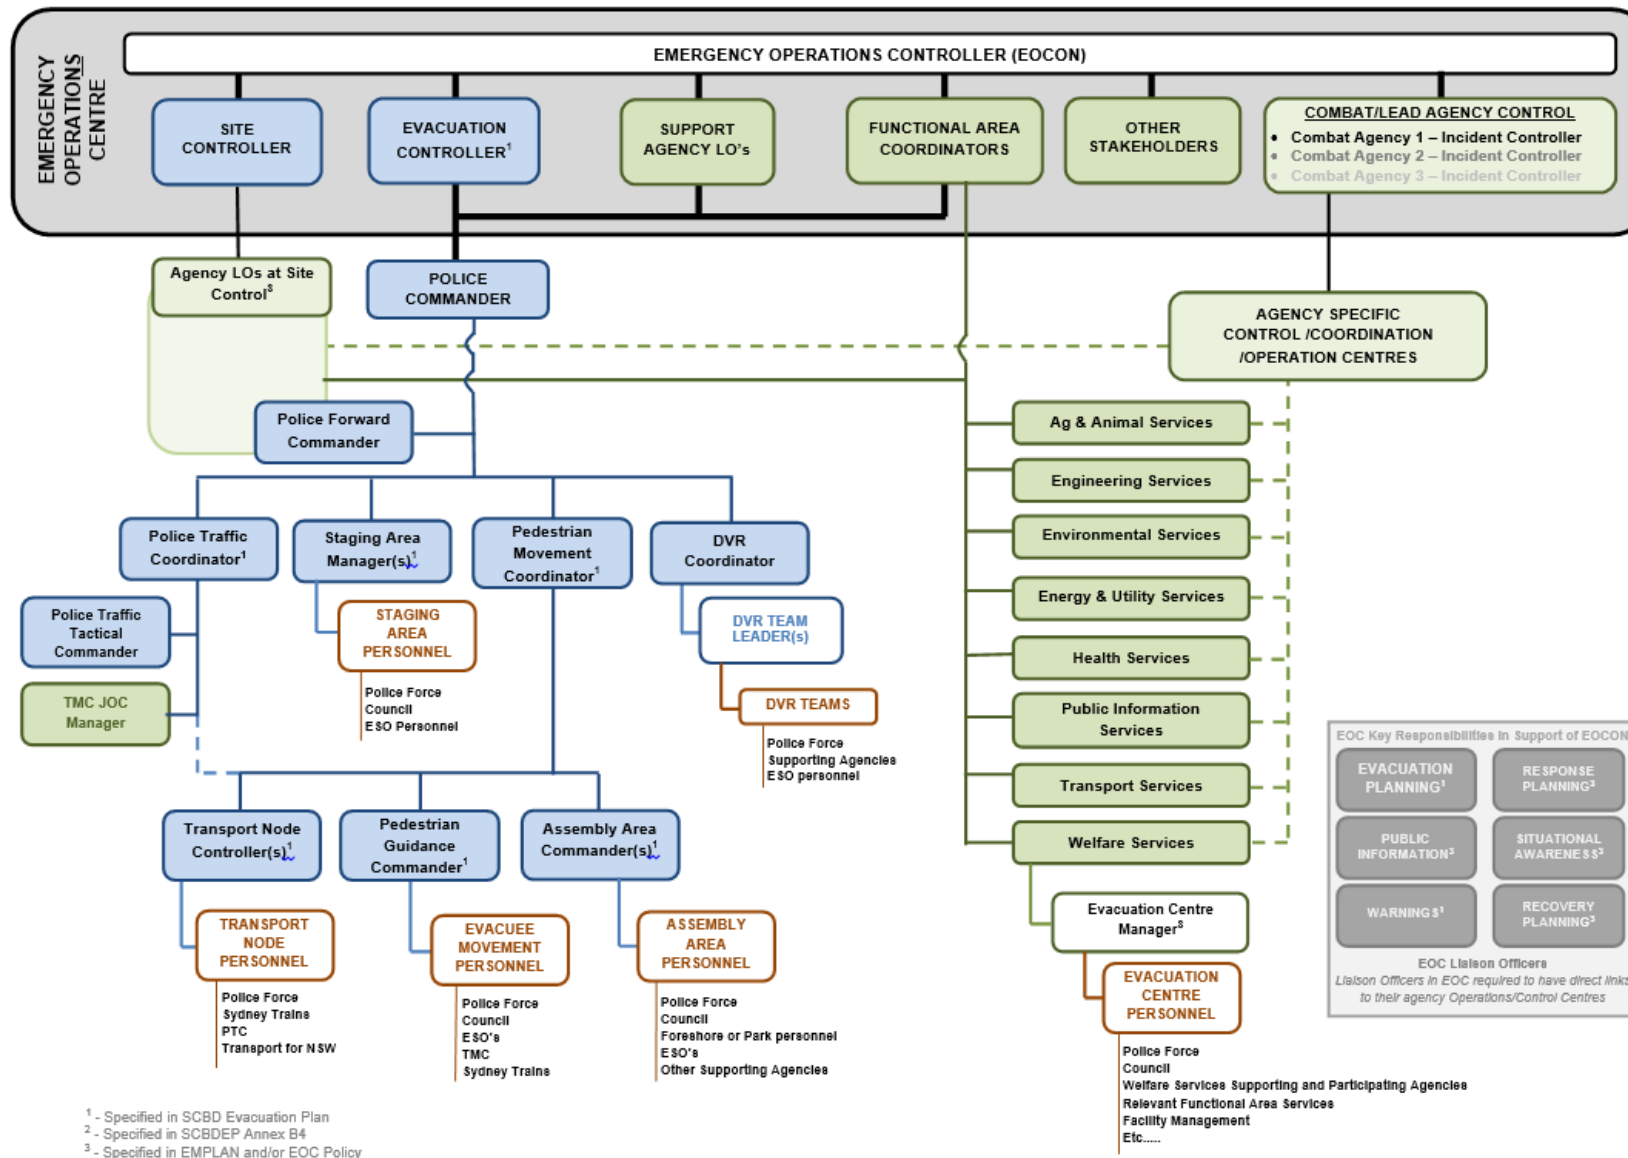 EMERGENCY
OPERATIONS
CENTRE
EMERGENCY OPERATIONS CONTROLLER (EOCON)
SITE
CONTROLLER
EVACUATION
CONTROLLER¹
SUPPORT
AGENCY LO's
FUNCTIONAL AREA
COORDINATORS
OTHER
STAKEHOLDERS
COMBAT/LEAD AGENCY CONTROL
• Combat Agency 1 – Incident Controller
• Combat Agency 2 – Incident Controller
• Combat Agency 3 – Incident Controller
Agency LOs at Site
Control³
POLICE
COMMANDER
AGENCY SPECIFIC
CONTROL /COORDINATION
/OPERATION CENTRES
Police Forward
Commander
Police Traffic
Coordinator¹
Staging Area
Manager(s)¹
Pedestrian
Movement
Coordinator¹
DVR
Coordinator
Police Traffic
Tactical
Commander
TMC JOC
Manager
STAGING
AREA
PERSONNEL
Police Force
Council
ESO Personnel
DVR TEAM
LEADER(s)
DVR TEAMS
Police Force
Supporting Agencies
ESO personnel
Transport Node
Controller(s)¹
Pedestrian
Guidance
Commander¹
Assembly Area
Commander(s)¹
TRANSPORT
NODE
PERSONNEL
Police Force
Sydney Trains
PTC
Transport for NSW
EVACUEE
MOVEMENT
PERSONNEL
Police Force
Council
ESO's
TMC
Sydney Trains
ASSEMBLY
AREA
PERSONNEL
Police Force
Council
Foreshore or Park personnel
ESO's
Other Supporting Agencies
Ag & Animal Services
Engineering Services
Environmental Services
Energy & Utility Services
Health Services
Public Information
Services
Transport Services
Welfare Services
Evacuation Centre
Manager³
EVACUATION
CENTRE
PERSONNEL
Police Force
Council
Welfare Services Supporting and Participating Agencies
Relevant Functional Area Services
Facility Management
Etc.....
EOC Key Responsibilities in Support of EOCON
EVACUATION
PLANNING¹
RESPONSE
PLANNING³
PUBLIC
INFORMATION³
SITUATIONAL
AWARENESS³
WARNINGS¹
RECOVERY
PLANNING³
EOC Liaison Officers
Liaison Officers in EOC required to have direct links
to their agency Operations/Control Centres
¹ - Specified in SCBD Evacuation Plan
² - Specified in SCBDEP Annex B4
³ - Specified in EMPLAN and/or EOC Policy